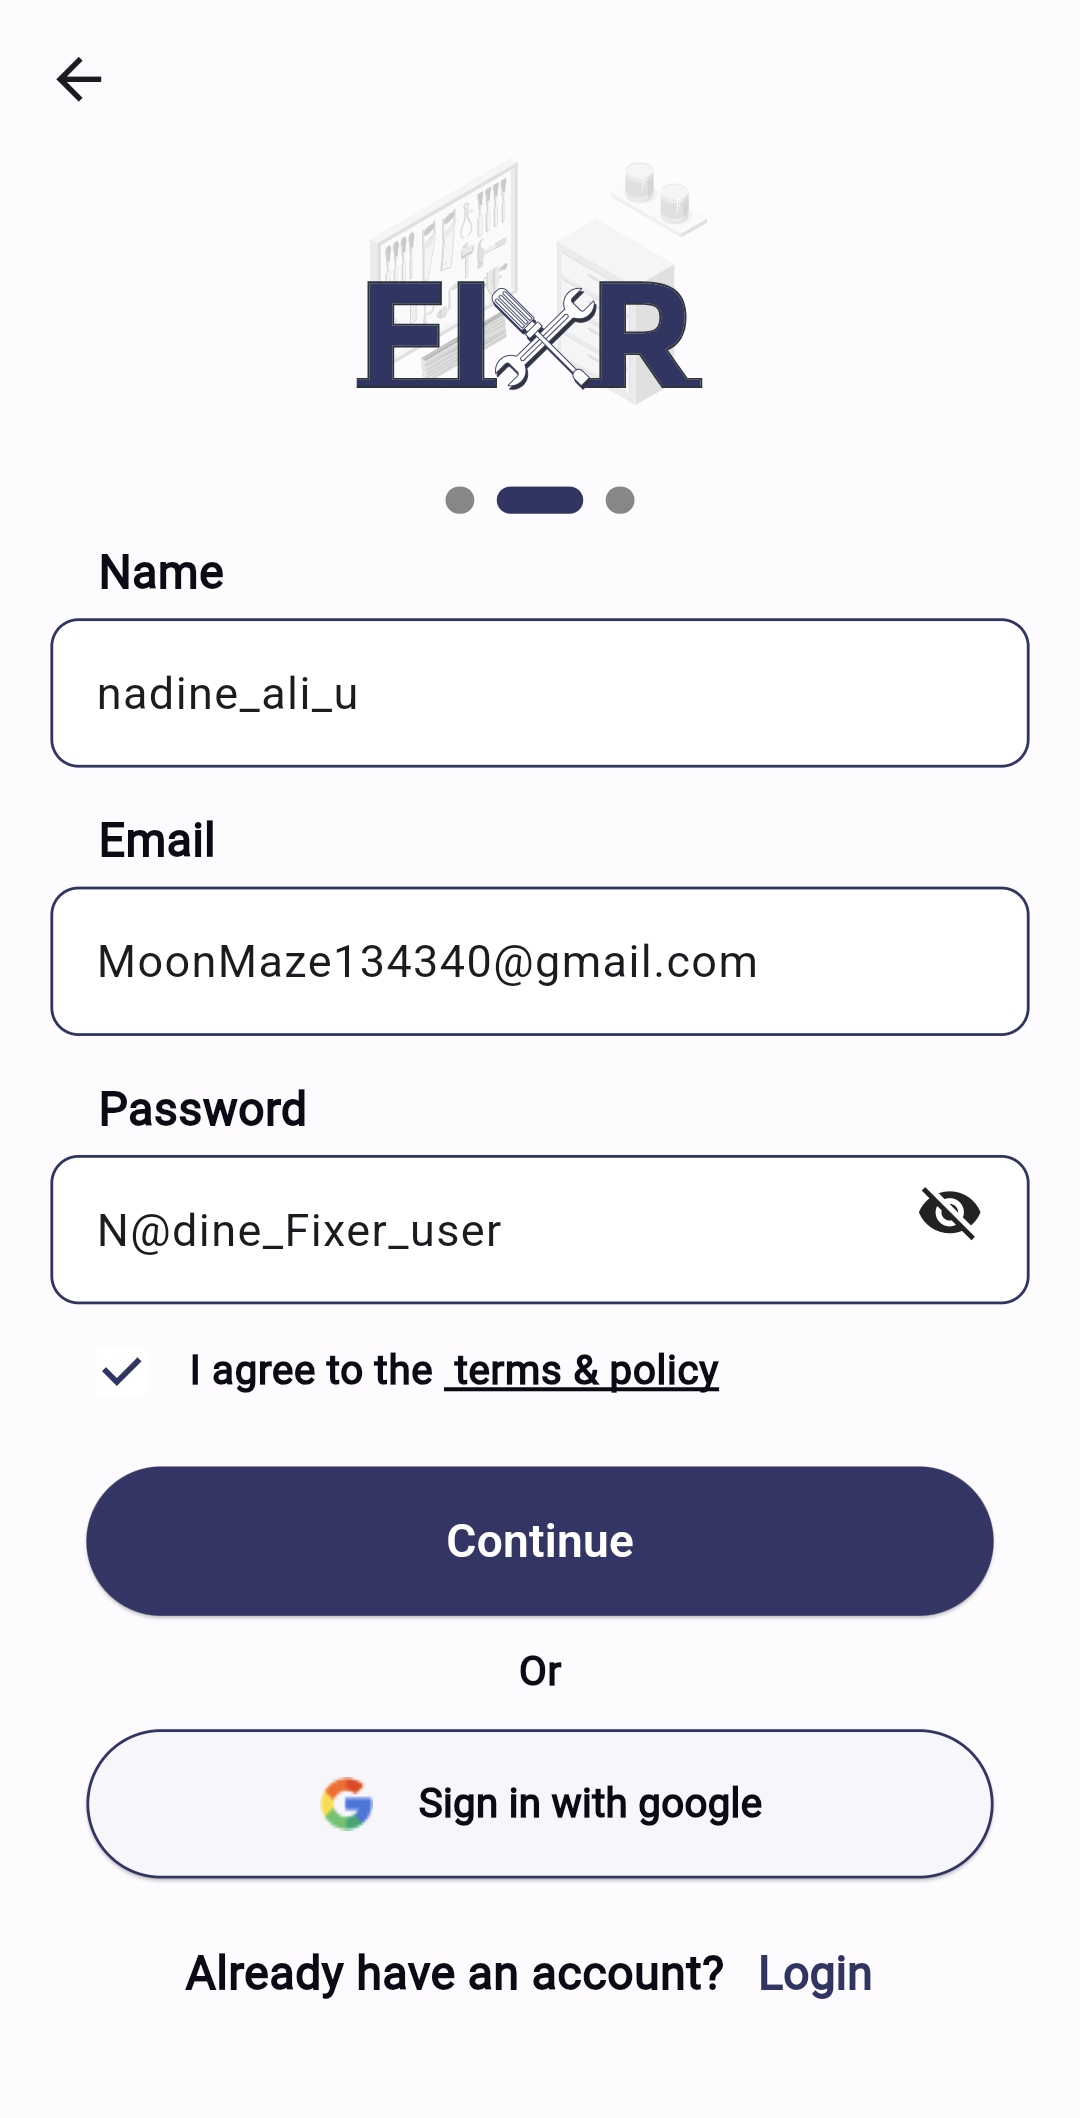 FIXR
Name
nadine_ali_u
Email
MoonMaze134340@gmail.com
Password
N@dine_Fixer_user
I agree to the terms & policy
Continue
Or
Sign in with google
Already have an account? Login